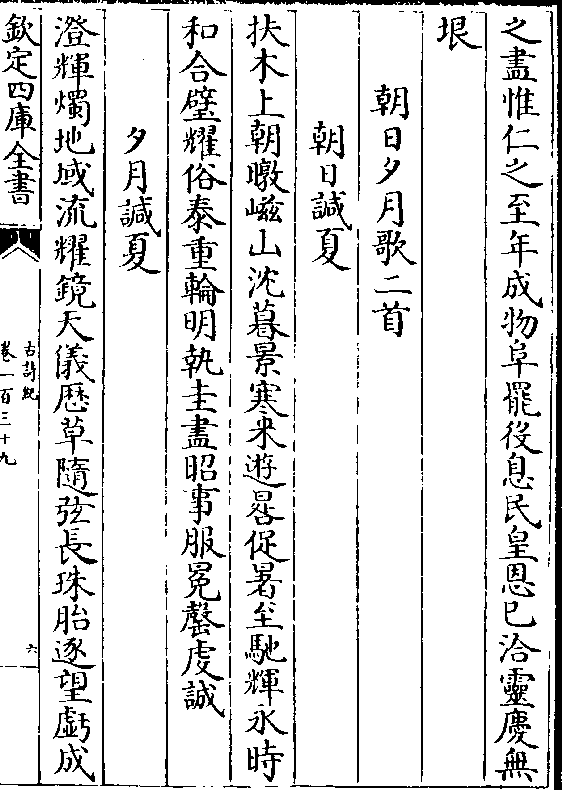 之盡惟仁之至年成物阜罷役息民皇恩已洽靈慶無
垠
朝日夕月歌二首
朝日諴夏
扶木上朝暾嵫山沈暮景寒來遊晷促暑至馳輝永時
和合璧耀俗泰重輪明執圭盡昭事服冕罄虔誠
夕月諴夏
澄輝燭地域流耀鏡天儀厯草隨弦長珠胎逐望虧成
欽定四庫全書
古詩紀
卷一百三十九
六